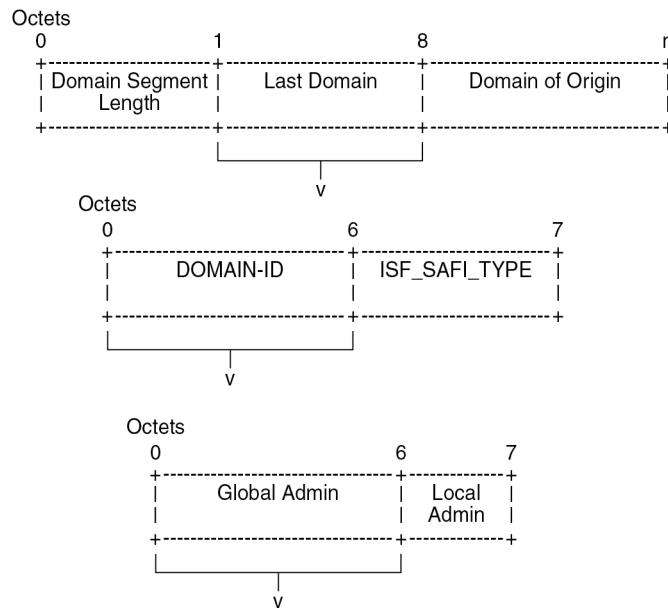 Octets
0 1 8 n
Domain Segment Last Domain Domain of Origin
Length
v
Octets
0 6 7
DOMAIN-ID ISF_SAFI_TYPE
v
Octets
0 6 7
Global Admin Local
Admin
v